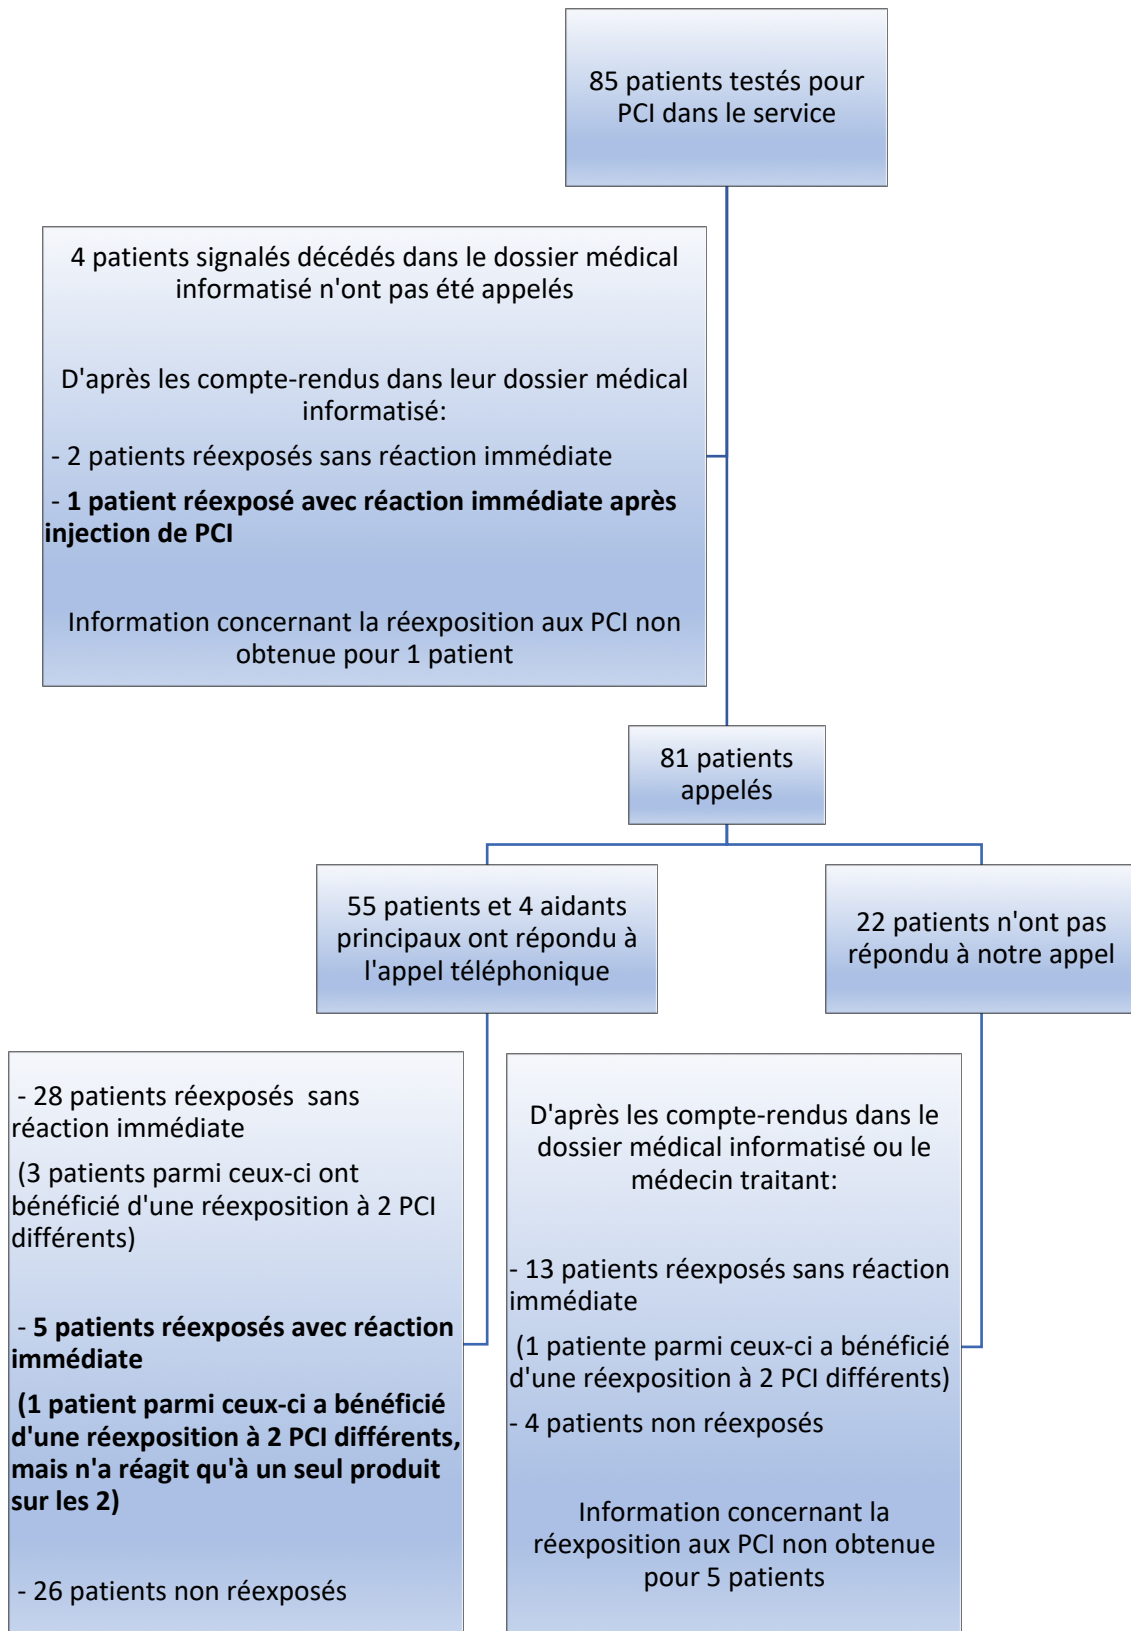 85 patients testés pour
PCI dans le service
4 patients signalés décédés dans le dossier médical
informatisé n'ont pas été appelés
D'après les compte-rendus dans leur dossier médical
informatisé:
- 2 patients réexposés sans réaction immédiate
- 1 patient réexposé avec réaction immédiate après
injection de PCI
Information concernant la réexposition aux PCI non
obtenue pour 1 patient
81 patients
appelés
55 patients et 4 aidants
principaux ont répondu à
l'appel téléphonique
22 patients n'ont pas
répondu à notre appel
- 28 patients réexposés  sans
réaction immédiate
(3 patients parmi ceux-ci ont
bénéficié d'une réexposition à 2 PCI
différents)
- 5 patients réexposés avec réaction
immédiate
(1 patient parmi ceux-ci a bénéficié
d'une réexposition à 2 PCI différents,
mais n'a réagit qu'à un seul produit
sur les 2)
- 26 patients non réexposés
D'après les compte-rendus dans le
dossier médical informatisé ou le
médecin traitant:
- 13 patients réexposés sans réaction
immédiate
(1 patiente parmi ceux-ci a bénéficié
d'une réexposition à 2 PCI différents)
- 4 patients non réexposés
Information concernant la
réexposition aux PCI non obtenue
pour 5 patients